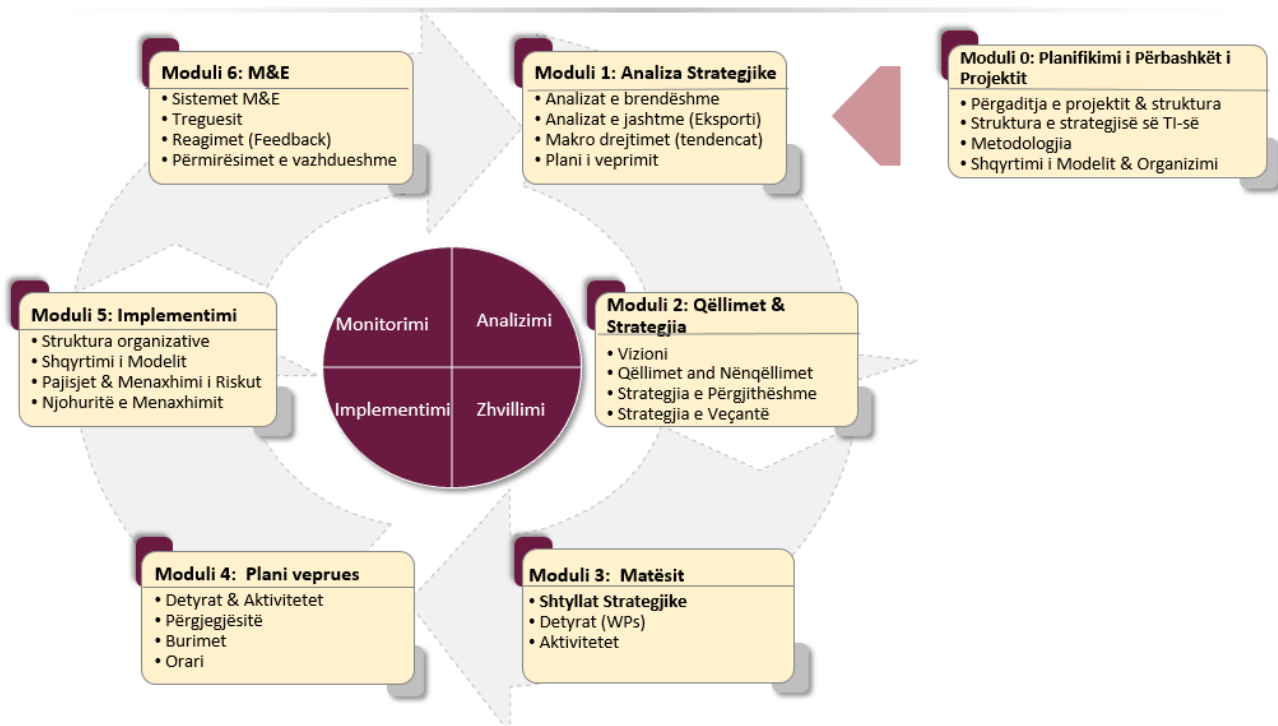 Moduli 0: Planifikimi i Përbashkët i
Projektit
• Përgaditja e projektit & struktura
• Struktura e strategjisë së TI-së
• Metodologjia
• Shqyrtimi i Modelit & Organizimi
Moduli 1: Analiza Strategjike
• Analizat e brendëshme
• Analizat e jashtme (Eksporti)
• Makro drejtimet (tendencat)
• Plani i veprimit
Moduli 2: Qëllimet &
Strategjia
• Vizioni
• Qëllimet and Nënqëllimet
• Strategjia e Përgjithëshme
• Strategjia e Veçantë
Moduli 3: Matësit
• Shtyllat Strategjike
• Detyrat (WPs)
• Aktivitetet
Moduli 4: Plani veprues
• Detyrat & Aktivitetet
• Përgjegjësitë
• Burimet
• Orari
Moduli 5: Implementimi
• Struktura organizative
• Shqyrtimi i Modelit
• Pajisjet & Menaxhimi i Riskut
• Njohuritë e Menaxhimit
Moduli 6: M&E
• Sistemet M&E
• Treguesit
• Reagimet (Feedback)
• Përmirësimet e vazhdueshme
Monitorimi
Analizimi
Implementimi
Zhvillimi